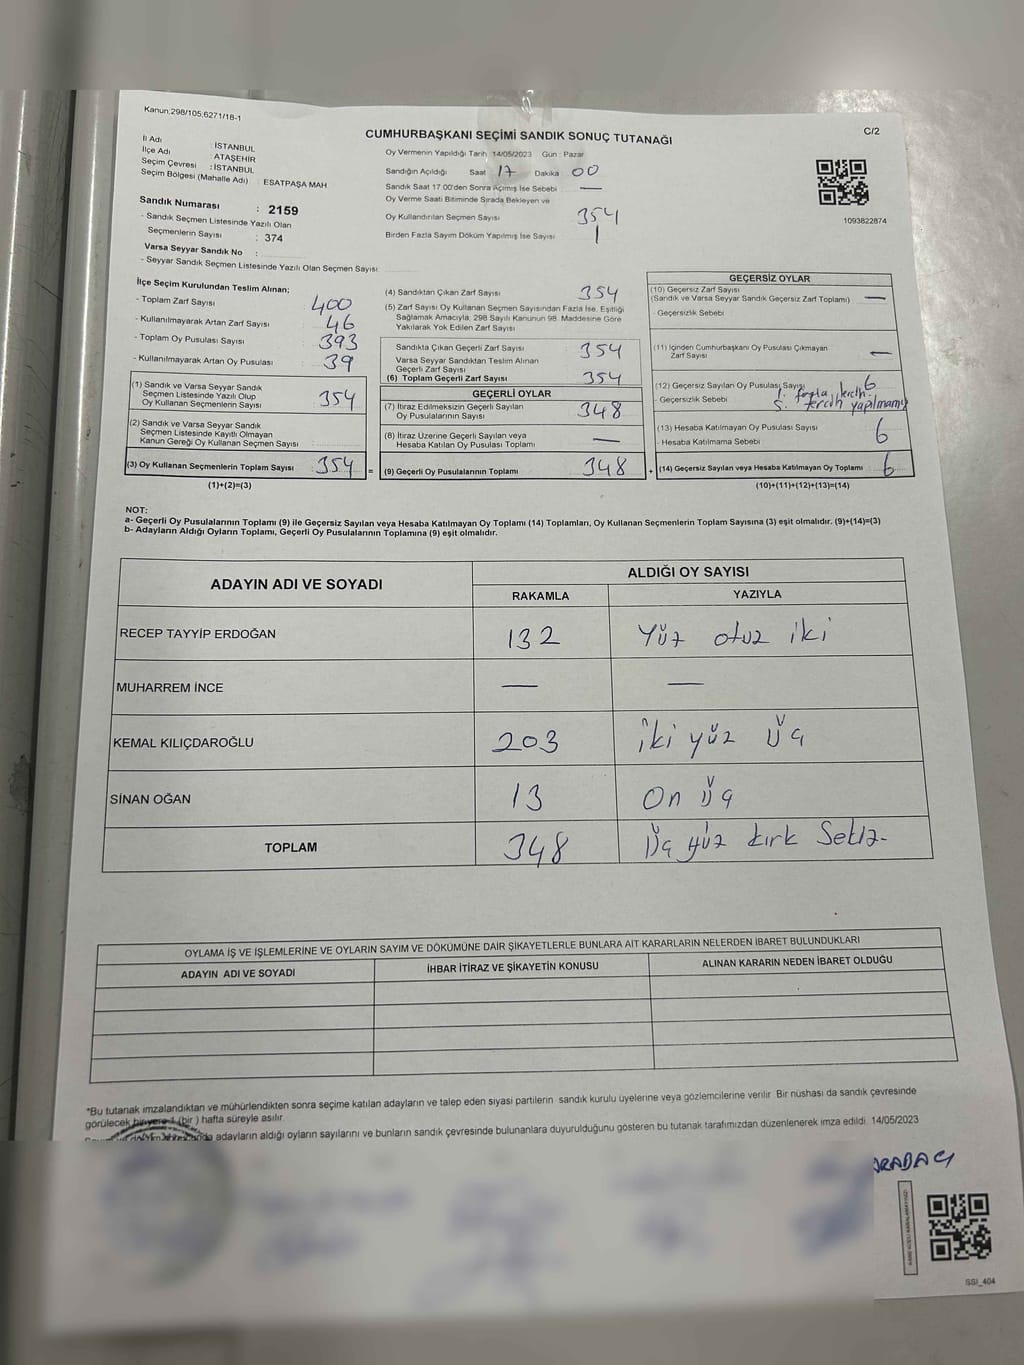 Kanun:298/105,6271/18-1
C/2
CUMHURBAŞKANI SEÇİMİ SANDIK SONUÇ TUTANAĞI
İl Adı : İSTANBUL
İlçe Adı : ATAŞEHİR
Seçim Çevresi : İSTANBUL
Seçim Bölgesi (Mahalle Adı) : ESATPAŞA MAH
Sandık Numarası : 2159
- Sandık Seçmen Listesinde Yazılı Olan
Seçmenlerin Sayısı : 374
Varsa Seyyar Sandık No :
- Seyyar Sandık Seçmen Listesinde Yazılı Olan Seçmen Sayısı
Oy Vermenin Yapıldığı Tarih 14/05/2023 Gün : Pazar
Sandığın Açıldığı Saat 17 Dakika 00
Sandık Saat 17.00'den Sonra Açımış İse Sebebi —
Oy Verme Saati Bitiminde Sırada Bekleyen ve
Oy Kullandırılan Seçmen Sayısı 354
Birden Fazla Sayım Döküm Yapılmış İse Sayısı 1
1093822874
İlçe Seçim Kurulundan Teslim Alınan;
- Toplam Zarf Sayısı 400
- Kullanılmayarak Artan Zarf Sayısı 46
- Toplam Oy Pusulası Sayısı 393
- Kullanılmayarak Artan Oy Pusulası 39
(1) Sandık ve Varsa Seyyar Sandık
Seçmen Listesinde Yazılı Olup
Oy Kullanan Seçmenlerin Sayısı 354
(2) Sandık ve Varsa Seyyar Sandık
Seçmen Listesinde Kayıtlı Olmayan
Kanun Gereği Oy Kullanan Seçmen Sayısı
(3) Oy Kullanan Seçmenlerin Toplam Sayısı 354 =
(1)+(2)=(3)
(4) Sandıktan Çıkan Zarf Sayısı 354
(5) Zarf Sayısı Oy Kullanan Seçmen Sayısından Fazla İse, Eşitliği
Sağlamak Amacıyla, 298 Sayılı Kanunun 98. Maddesine Göre
Yakılarak Yok Edilen Zarf Sayısı
Sandıkta Çıkan Geçerli Zarf Sayısı 354
Varsa Seyyar Sandıktan Teslim Alınan
Geçerli Zarf Sayısı
(6) Toplam Geçerli Zarf Sayısı 354
GEÇERLİ OYLAR
(7) İtiraz Edilmeksizin Geçerli Sayılan
Oy Pusulalarının Sayısı 348
(8) İtiraz Üzerine Geçerli Sayılan veya
Hesaba Katılan Oy Pusulası Toplamı —
(9) Geçerli Oy Pusulalarının Toplamı 348 +
GEÇERSİZ OYLAR
(10) Geçersiz Zarf Sayısı
(Sandık ve Varsa Seyyar Sandık Geçersiz Zarf Toplamı) —
- Geçersizlik Sebebi
(11) İçinden Cumhurbaşkanı Oy Pusulası Çıkmayan
Zarf Sayısı —
(12) Geçersiz Sayılan Oy Pusulası Sayısı 6
- Geçersizlik Sebebi 1. fazla tercih
5. tercih yapılmamış
(13) Hesaba Katılmayan Oy Pusulası Sayısı 6
- Hesaba Katılmama Sebebi
(14) Geçersiz Sayılan veya Hesaba Katılmayan Oy Toplamı 6
(10)+(11)+(12)+(13)=(14)
NOT:
a- Geçerli Oy Pusulalarının Toplamı (9) ile Geçersiz Sayılan veya Hesaba Katılmayan Oy Toplamı (14) Toplamları, Oy Kullanan Seçmenlerin Toplam Sayısına (3) eşit olmalıdır. (9)+(14)=(3)
b- Adayların Aldığı Oyların Toplamı, Geçerli Oy Pusulalarının Toplamına (9) eşit olmalıdır.
ADAYIN ADI VE SOYADI
ALDIĞI OY SAYISI
RAKAMLA YAZIYLA
RECEP TAYYİP ERDOĞAN 132 Yüz otuz iki
MUHARREM İNCE — —
KEMAL KILIÇDAROĞLU 203 iki yüz üç
SİNAN OĞAN 13 On üç
TOPLAM 348 Üç yüz kırk Sekiz-
OYLAMA İŞ VE İŞLEMLERİNE VE OYLARIN SAYIM VE DÖKÜMÜNE DAİR ŞİKAYETLERLE BUNLARA AİT KARARLARIN NELERDEN İBARET BULUNDUKLARI
ADAYIN ADI VE SOYADI İHBAR İTİRAZ VE ŞİKAYETİN KONUSU ALINAN KARARIN NEDEN İBARET OLDUĞU
*Bu tutanak imzalandıktan ve mühürlendikten sonra seçime katılan adayların ve talep eden siyasi partilerin sandık kurulu üyelerine veya gözlemcilerine verilir. Bir nüshası da sandık çevresinde
görülecek bir yere 1 (bir) hafta süreyle asılır.
adayların aldığı oyların sayılarını ve bunların sandık çevresinde bulunanlara duyurulduğunu gösteren bu tutanak tarafımızdan düzenlenerek imza edildi. 14/05/2023
SSI_404